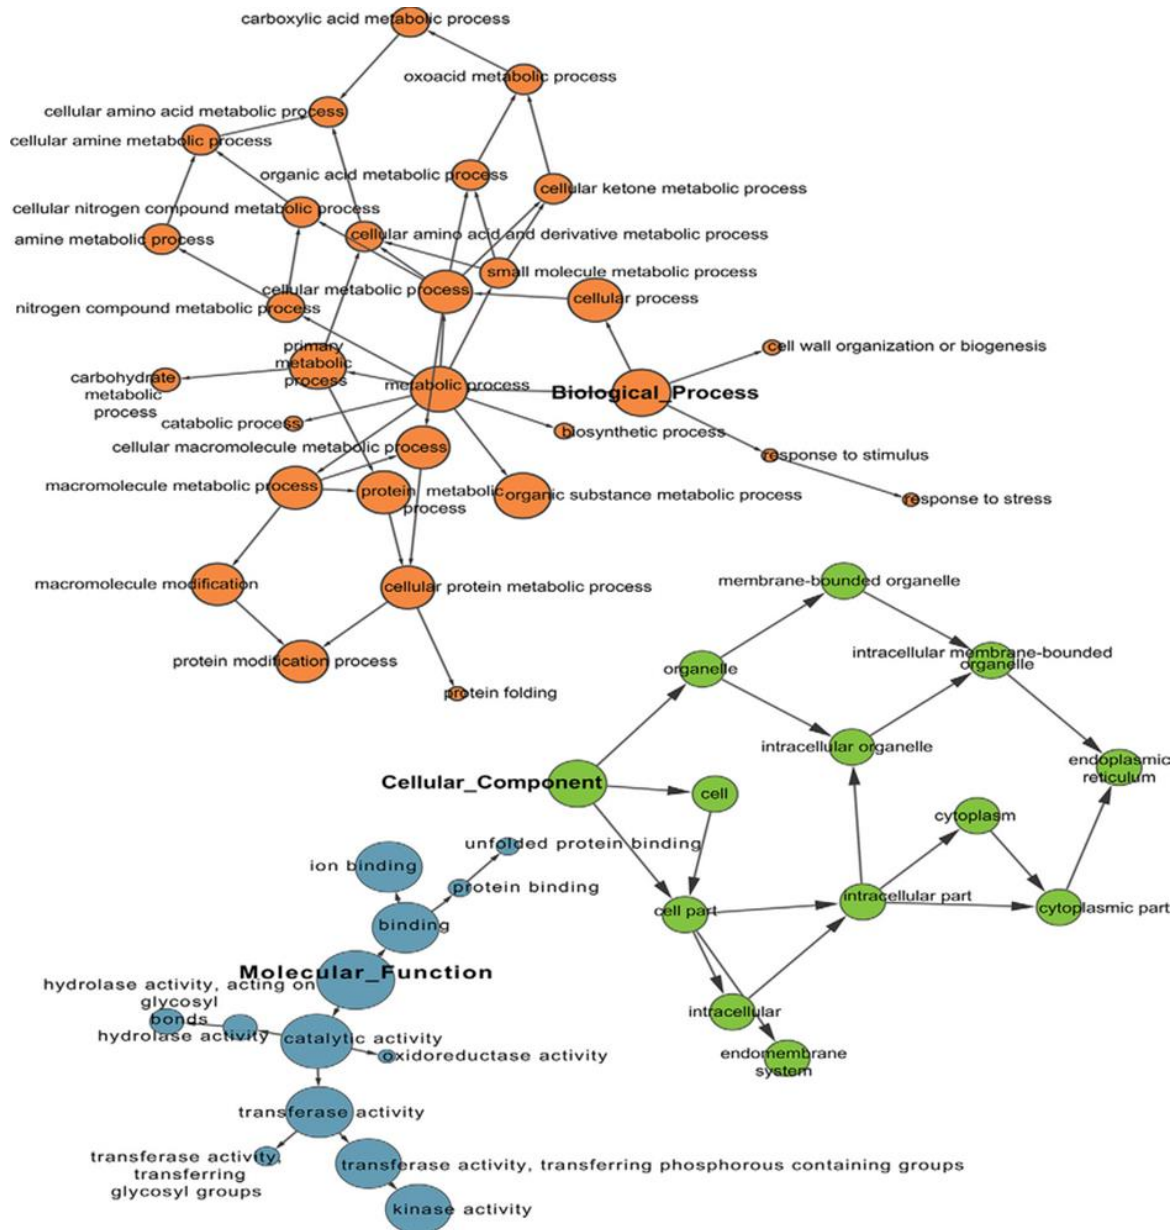 carboxylic acid metabolic process
oxoacid metabolic process
cellular amino acid metabolic process
cellular amine metabolic process
organic acid metabolic process
cellular ketone metabolic process
cellular nitrogen compound metabolic process
amine metabolic process
cellular amino acid and derivative metabolic process
small molecule metabolic process
cellular metabolic process
cellular process
nitrogen compound metabolic process
primary
metabolic
process
cell wall organization or biogenesis
carbohydrate
metabolic
process
metabolic process
Biological_Process
catabolic process
biosynthetic process
cellular macromolecule metabolic process
response to stimulus
macromolecule metabolic process
protein metabolic
process
organic substance metabolic process
response to stress
macromolecule modification
cellular protein metabolic process
protein modification process
protein folding
membrane-bounded organelle
intracellular membrane-bounded
organelle
organelle
intracellular organelle
endoplasmic
reticulum
Cellular_Component
cell
cytoplasm
cell part
intracellular part
cytoplasmic part
intracellular
endomembrane
system
unfolded protein binding
ion binding
protein binding
binding
Molecular_Function
hydrolase activity, acting on
glycosyl
bonds
hydrolase activity
catalytic activity
oxidoreductase activity
transferase activity
transferase activity,
transferring
glycosyl groups
transferase activity, transferring phosphorous containing groups
kinase activity